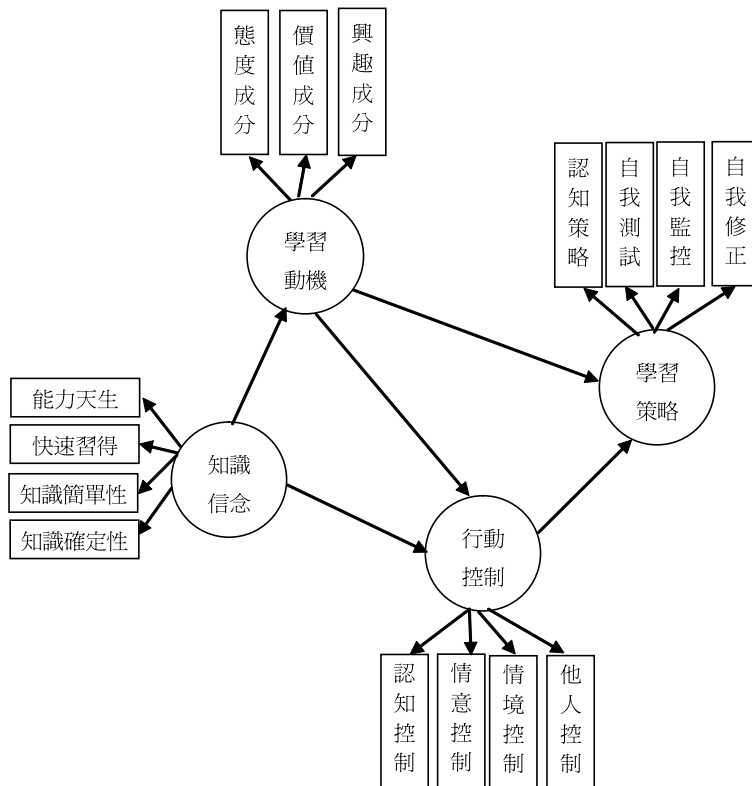 態度成分
價值成分
興趣成分
認知策略
自我測試
自我監控
自我修正
學習
動機
學習
策略
能力天生
快速習得
知識簡單性
知識確定性
知識
信念
行動
控制
認知控制
情意控制
情境控制
他人控制